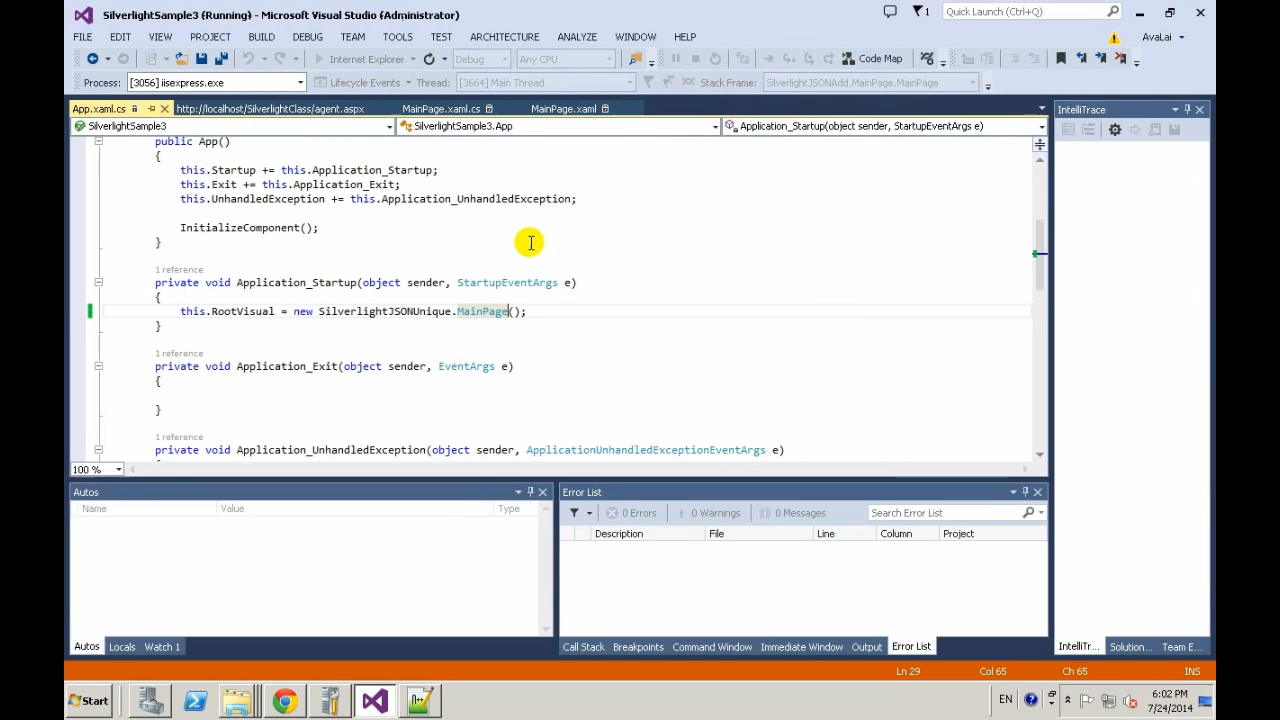 SilverlightSample3 (Running) - Microsoft Visual Studio (Administrator)
1
Quick Launch (Ctrl+Q)
FILE EDIT VIEW PROJECT BUILD DEBUG TEAM TOOLS TEST ARCHITECTURE ANALYZE WINDOW HELP
AvaLai
Internet Explorer Debug Any CPU Code Map
Process: [3056] iisexpress.exe Lifecycle Events Thread: [3664] Main Thread Stack Frame: SilverlightJSONAdd.MainPage.MainPage
App.xaml.cs http://localhost/SilverlightClass/agent.aspx MainPage.xaml.cs MainPage.xaml
IntelliTrace
SilverlightSample3 SilverlightSample3.App Application_Startup(object sender, StartupEventArgs e)
public App()
{
this.Startup += this.Application_Startup;
this.Exit += this.Application_Exit;
this.UnhandledException += this.Application_UnhandledException;
InitializeComponent();
}
1 reference
private void Application_Startup(object sender, StartupEventArgs e)
{
this.RootVisual = new SilverlightJSONUnique.MainPage();
}
1 reference
private void Application_Exit(object sender, EventArgs e)
{
}
1 reference
private void Application_UnhandledException(object sender, ApplicationUnhandledExceptionEventArgs e)
100 %
Autos
Name Value Type
Error List
0 Errors 0 Warnings 0 Messages Search Error List
Description File Line Column Project
Autos Locals Watch 1
Call Stack Breakpoints Command Window Immediate Window Output Error List
IntelliTr... Solution... Team E...
Ln 29 Col 65 Ch 65 INS
Start
EN
6:02 PM
7/24/2014